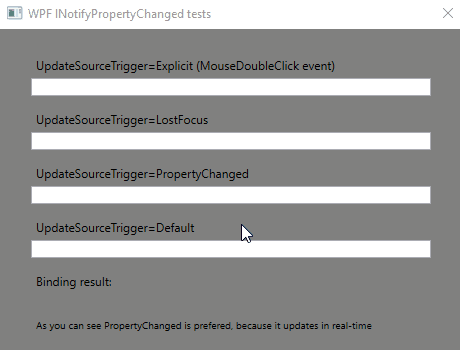 WPF INotifyPropertyChanged tests
UpdateSourceTrigger=Explicit (MouseDoubleClick event)
UpdateSourceTrigger=LostFocus
UpdateSourceTrigger=PropertyChanged
UpdateSourceTrigger=Default
Binding result:
As you can see PropertyChanged is prefered, because it updates in real-time